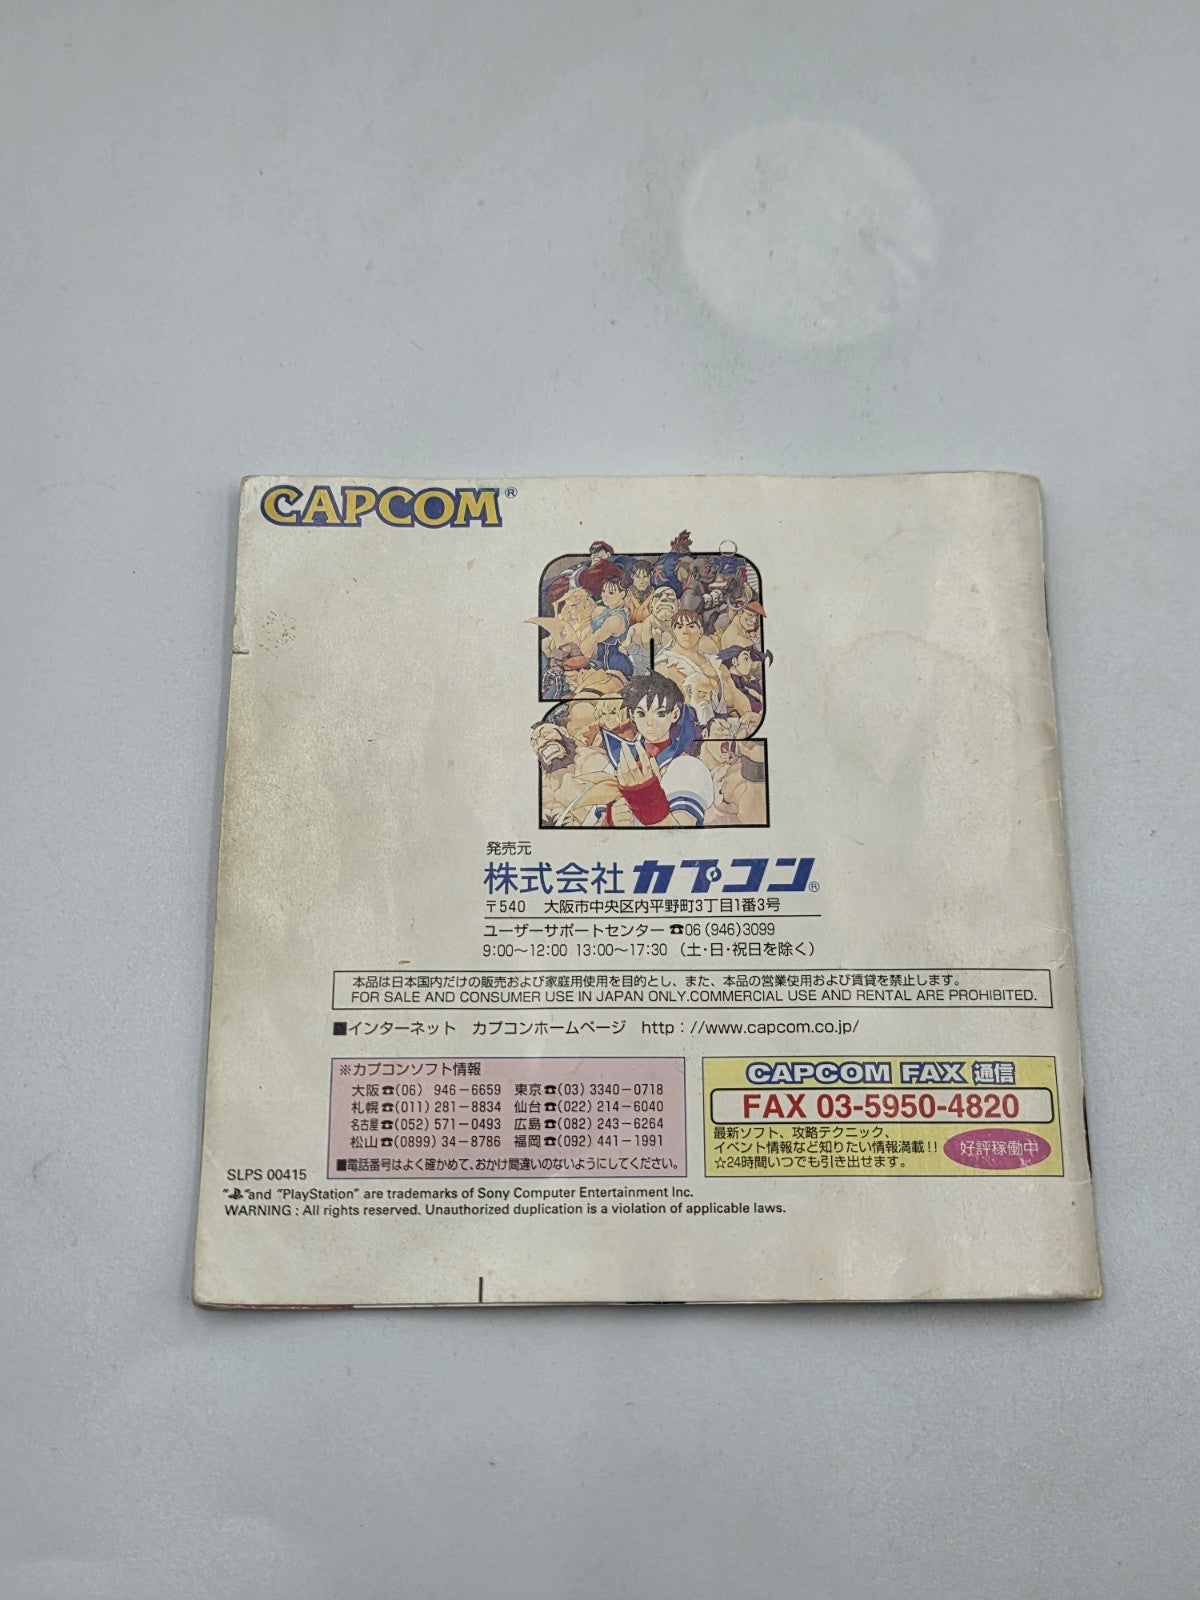 CAPCOM®
発売元
株式会社カプコン®
〒540 大阪市中央区内平野町3丁目1番3号
ユーザーサポートセンター ☎06(946)3099
9:00〜12:00 13:00〜17:30 (土・日・祝日を除く)
本品は日本国内だけの販売および家庭用使用を目的とし、また、本品の営業使用および賃貸を禁止します。
FOR SALE AND CONSUMER USE IN JAPAN ONLY.COMMERCIAL USE AND RENTAL ARE PROHIBITED.
■インターネット カプコンホームページ http://www.capcom.co.jp/
※カプコンソフト情報
大阪☎(06) 946-6659 東京☎(03) 3340-0718
札幌☎(011) 281-8834 仙台☎(022) 214-6040
名古屋☎(052) 571-0493 広島☎(082) 243-6264
松山☎(0899) 34-8786 福岡☎(092) 441-1991
■電話番号はよく確かめて、おかけ間違いのないようにしてください。
CAPCOM FAX 通信
FAX 03-5950-4820
最新ソフト、攻略テクニック、
イベント情報など知りたい情報満載!!
☆24時間いつでも引き出せます。
好評稼働中
SLPS 00415
" "and "PlayStation" are trademarks of Sony Computer Entertainment Inc.
WARNING : All rights reserved. Unauthorized duplication is a violation of applicable laws.